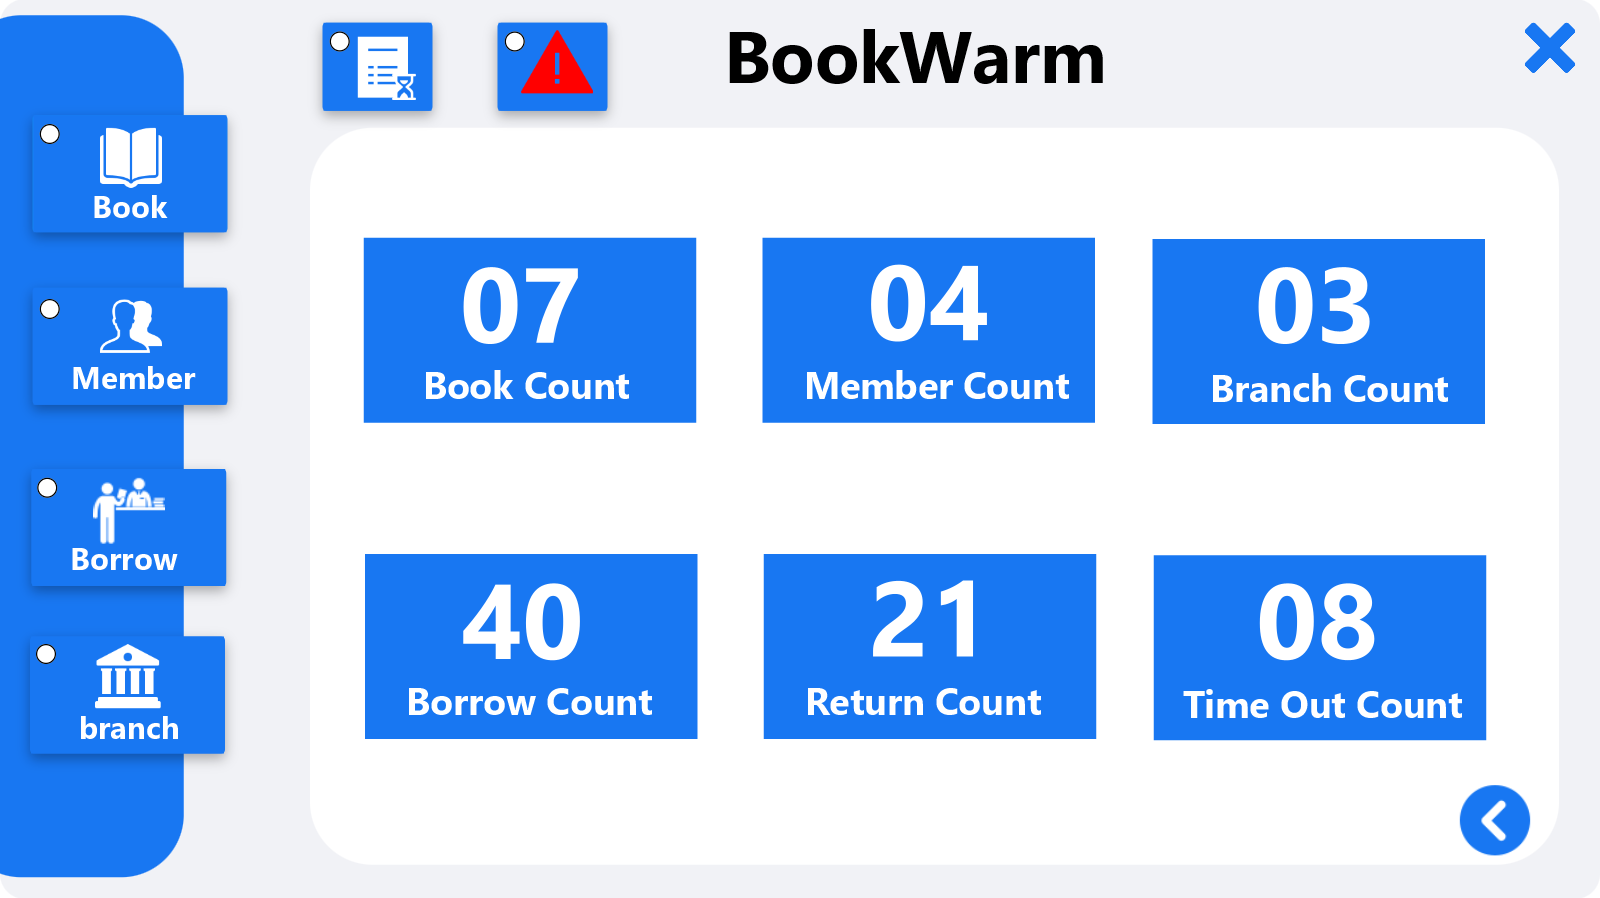 BookWarm
Book
Member
Borrow
branch
07
Book Count
04
Member Count
03
Branch Count
40
Borrow Count
21
Return Count
08
Time Out Count